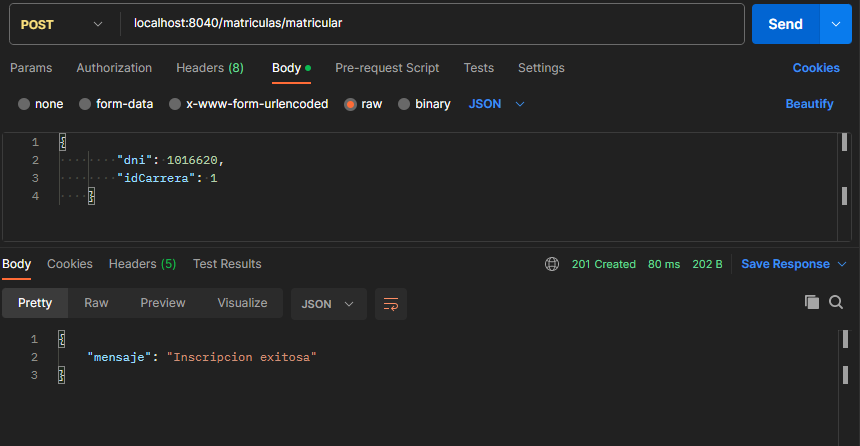 POST localhost:8040/matriculas/matricular Send
Params Authorization Headers (8) Body Pre-request Script Tests Settings Cookies
none form-data x-www-form-urlencoded raw binary JSON Beautify
1 {
2 "dni": 1016620,
3 "idCarrera": 1
4 }
Body Cookies Headers (5) Test Results 201 Created 80 ms 202 B Save Response
Pretty Raw Preview Visualize JSON
1 {
2 "mensaje": "Inscripcion exitosa"
3 }